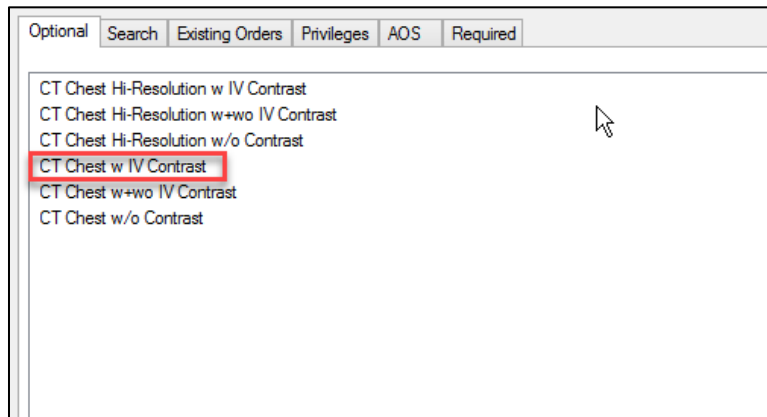 Optional Search Existing Orders Privileges AOS Required
CT Chest Hi-Resolution w IV Contrast
CT Chest Hi-Resolution w+wo IV Contrast
CT Chest Hi-Resolution w/o Contrast
CT Chest w IV Contrast
CT Chest w+wo IV Contrast
CT Chest w/o Contrast